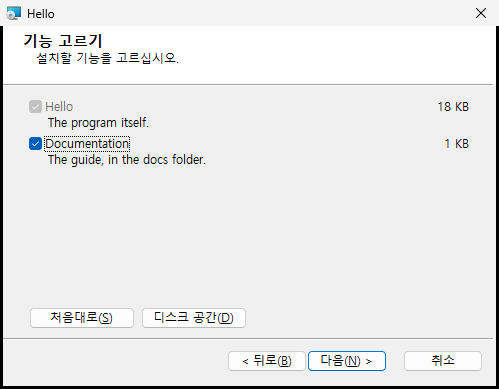 Hello
기능 고르기
설치할 기능을 고르십시오.
Hello 18 KB
The program itself.
Documentation 1 KB
The guide, in the docs folder.
처음대로(S) 디스크 공간(D)
< 뒤로(B) 다음(N) > 취소